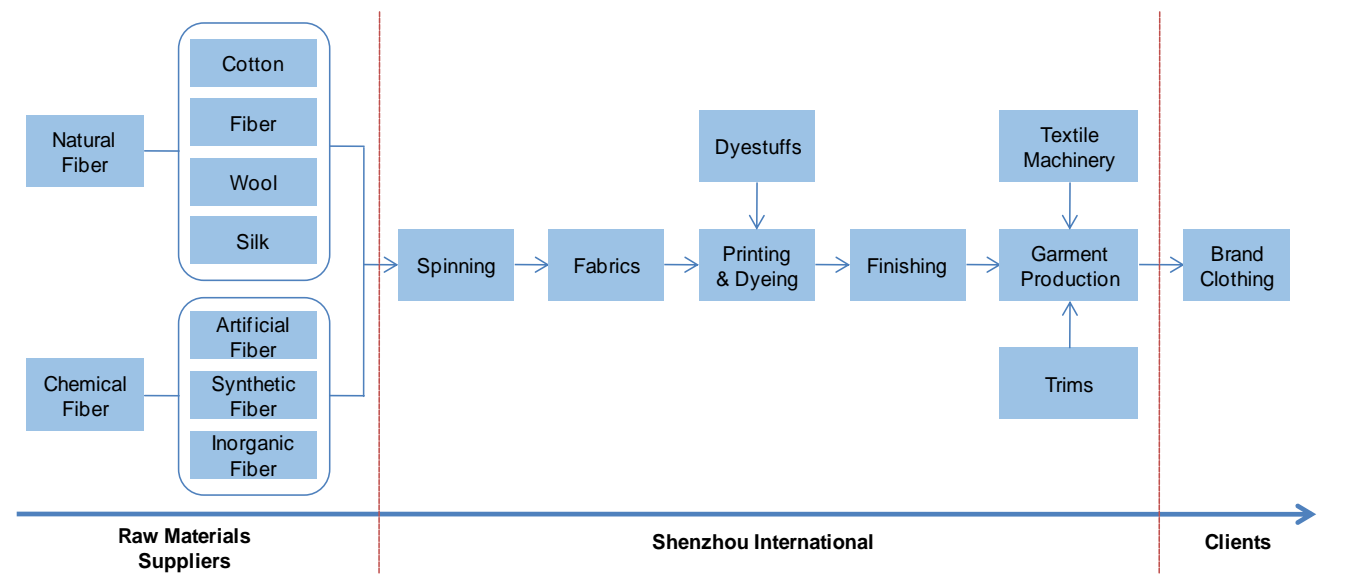 Natural
Fiber
Cotton
Fiber
Wool
Silk
Chemical
Fiber
Artificial
Fiber
Synthetic
Fiber
Inorganic
Fiber
Spinning
Fabrics
Dyestuffs
Printing
& Dyeing
Finishing
Textile
Machinery
Garment
Production
Trims
Brand
Clothing
Raw Materials
Suppliers
Shenzhou International
Clients